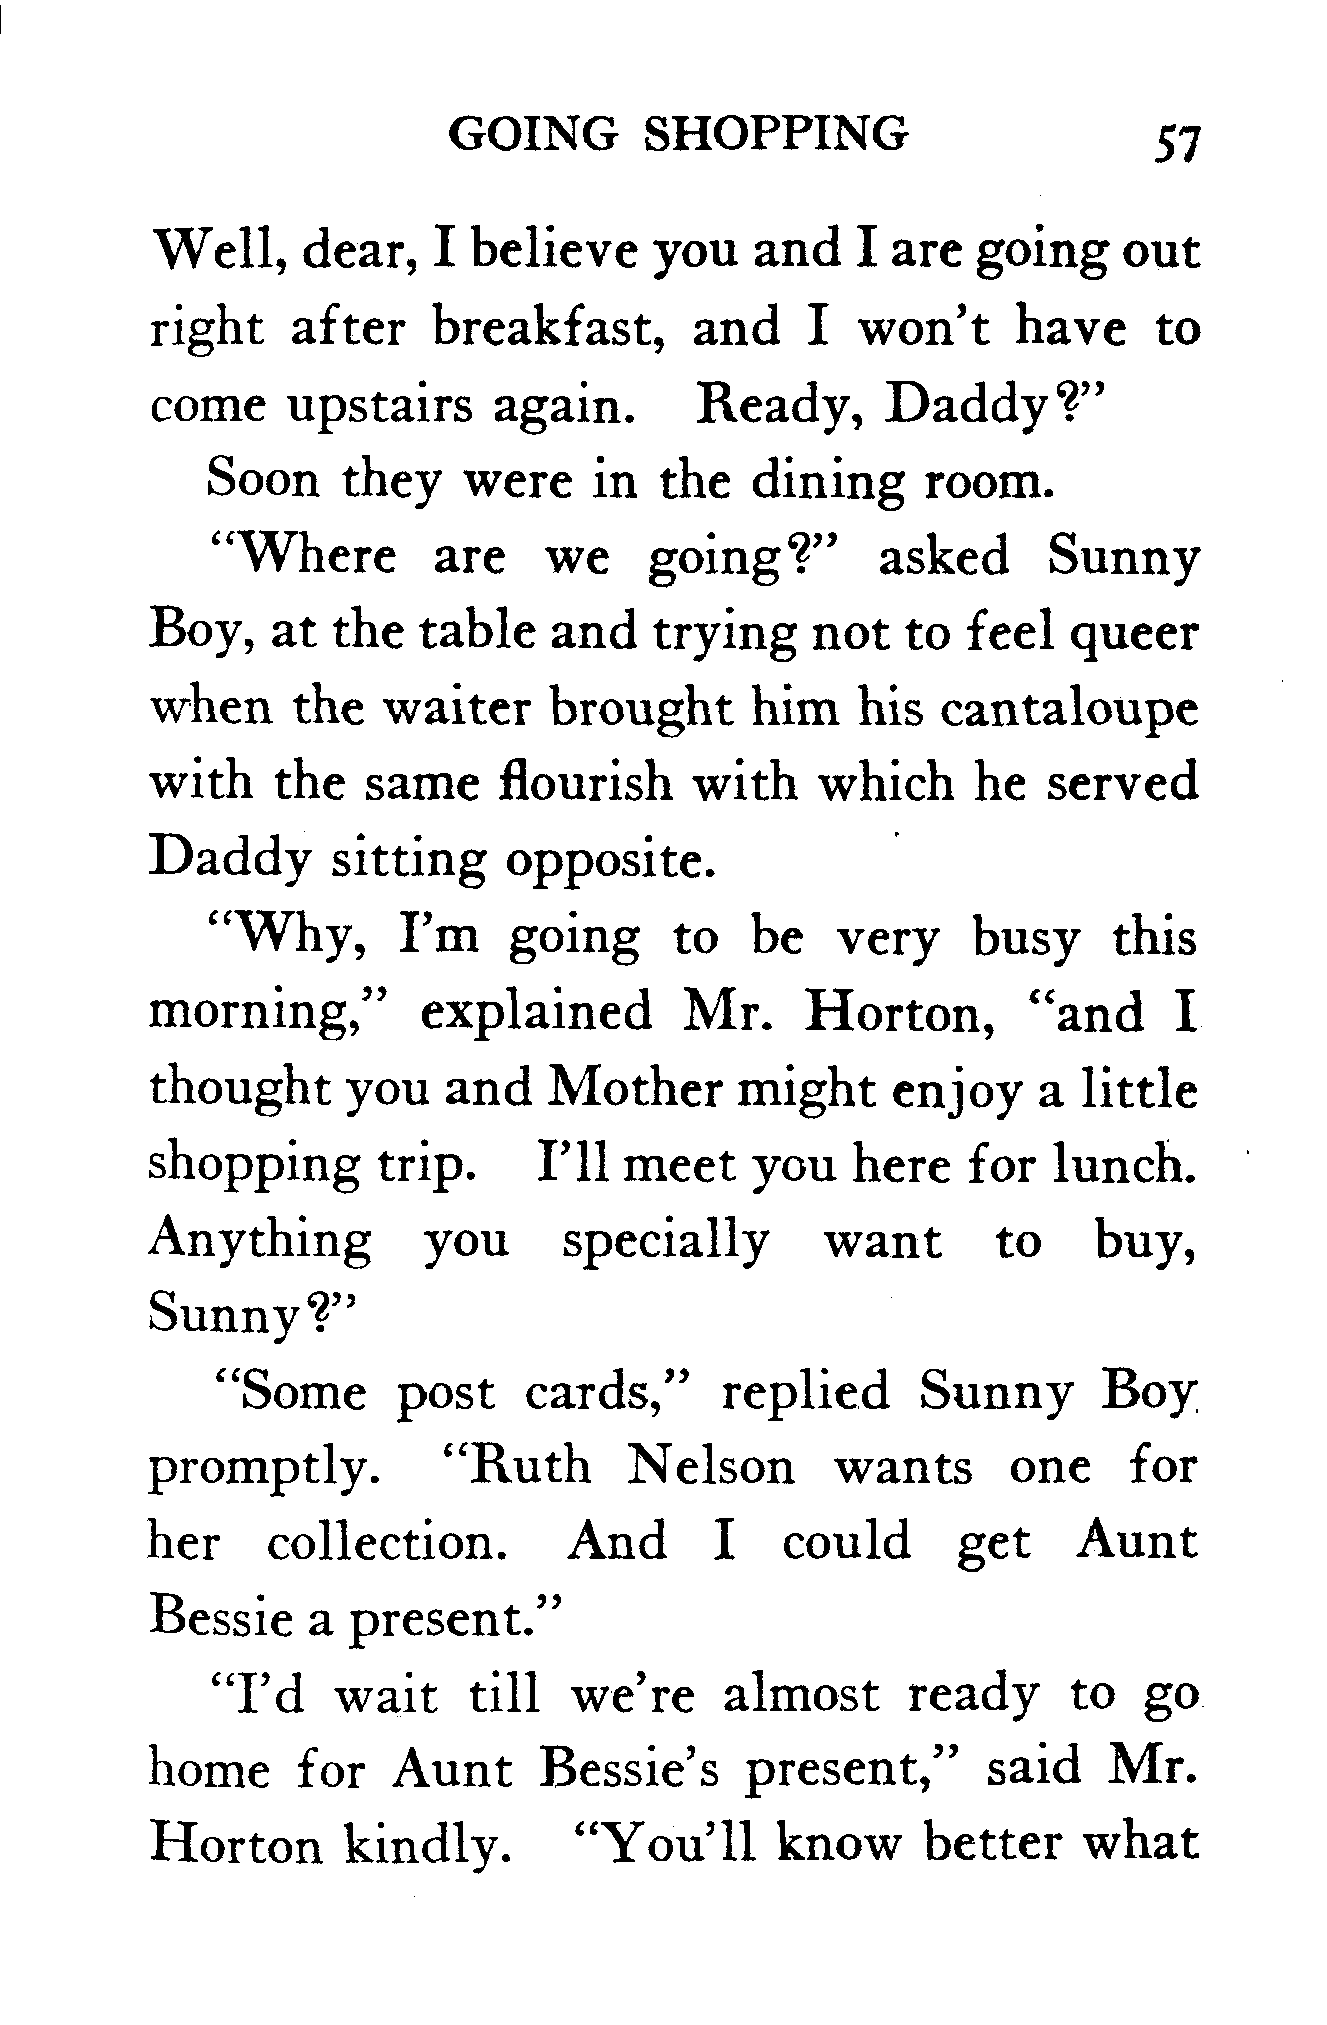 GOING SHOPPING 57
Well, dear, I believe you and I are going out
right after breakfast, and I won't have to
come upstairs again. Ready, Daddy?"
Soon they were in the dining room.
"Where are we going?" asked Sunny
Boy, at the table and trying not to feel queer
when the waiter brought him his cantaloupe
with the same flourish with which he served
Daddy sitting opposite.
"Why, I'm going to be very busy this
morning," explained Mr. Horton, "and I
thought you and Mother might enjoy a little
shopping trip. I'll meet you here for lunch.
Anything you specially want to buy,
Sunny?"
"Some post cards," replied Sunny Boy
promptly. "Ruth Nelson wants one for
her collection. And I could get Aunt
Bessie a present."
"I'd wait till we're almost ready to go
home for Aunt Bessie's present," said Mr.
Horton kindly. "You'll know better what